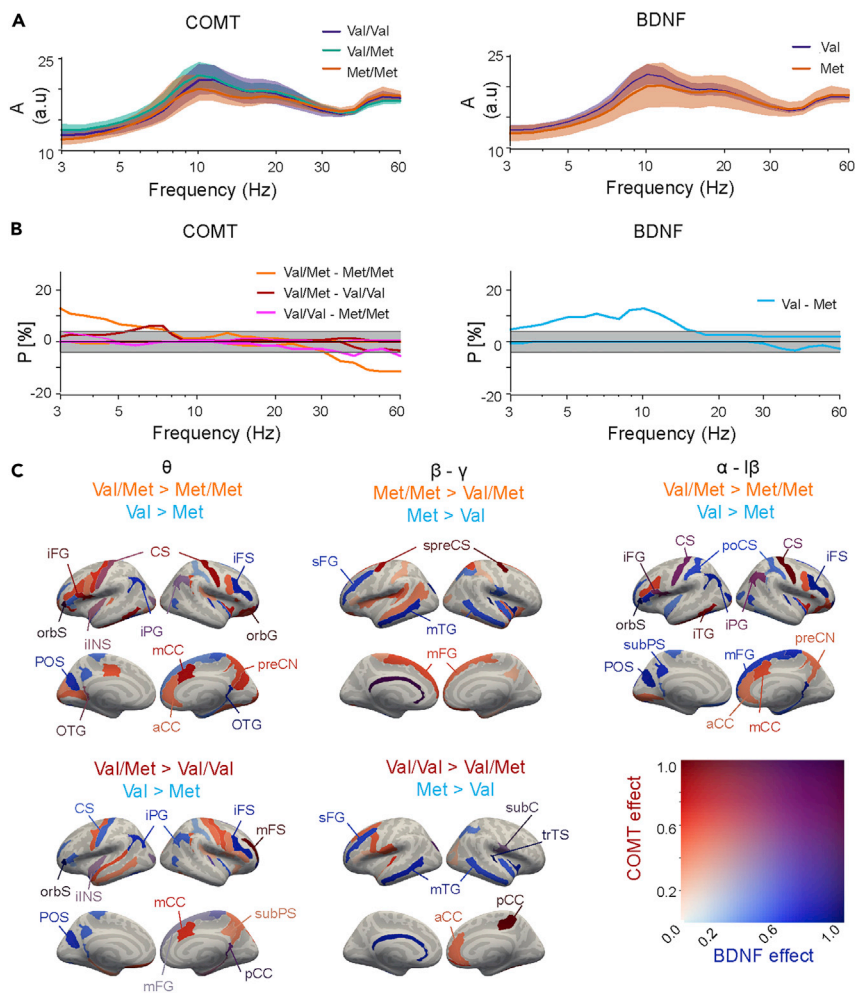 A
COMT
Val/Val
Val/Met
Met/Met
25
A
(a.u)
10
3
5
10
20
60
Frequency (Hz)
BDNF
Val
Met
25
A
(a.u)
10
3
5
10
20
60
Frequency (Hz)
B
COMT
Val/Met - Met/Met
Val/Met - Val/Val
Val/Val - Met/Met
20
0
-20
P [%]
3
5
10
30
60
Frequency (Hz)
BDNF
Val - Met
20
0
-20
P [%]
3
5
10
30
60
Frequency (Hz)
C
θ
Val/Met > Met/Met
Val > Met
iFG
CS
iFS
orbS
iINS
iPG
orbG
POS
mCC
preCN
OTG
aCC
OTG
β - γ
Met/Met > Val/Met
Met > Val
sFG
spreCS
mTG
mFG
α - lβ
Val/Met > Met/Met
Val > Met
iFG
CS
poCS
CS
iFS
orbS
iTG
iPG
subPS
mFG
preCN
POS
aCC
mCC
Val/Met > Val/Val
Val > Met
CS
iPG
iFS
mFS
orbS
iINS
POS
mCC
subPS
mFG
pCC
Val/Val > Val/Met
Met > Val
sFG
subC
trTS
mTG
aCC
pCC
1.0
0.6
0.2
COMT effect
0.0
0.2
0.6
1.0
BDNF effect